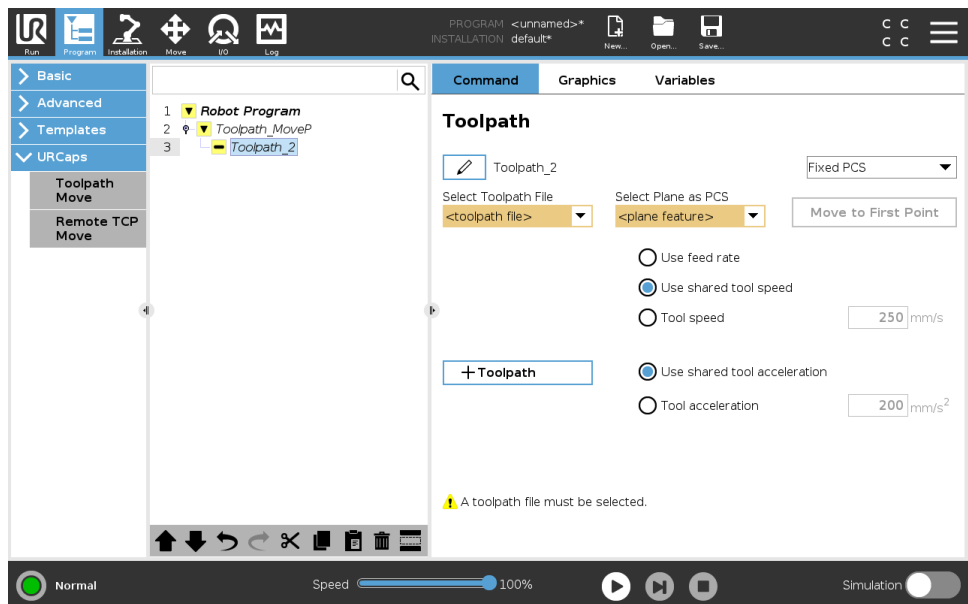 UR
PROGRAM <unnamed>*
INSTALLATION default*
Run Program Installation Move I/O Log New... Open... Save...
C C
C C
Basic
Advanced
Templates
URCaps
Toolpath
Move
Remote TCP
Move
1 Robot Program
2 Toolpath_MoveP
3 Toolpath_2
Command Graphics Variables
Toolpath
Toolpath_2 Fixed PCS
Select Toolpath File Select Plane as PCS
<toolpath file> <plane feature> Move to First Point
Use feed rate
Use shared tool speed
Tool speed 250 mm/s
+Toolpath Use shared tool acceleration
Tool acceleration 200 mm/s²
A toolpath file must be selected.
Normal Speed 100% Simulation